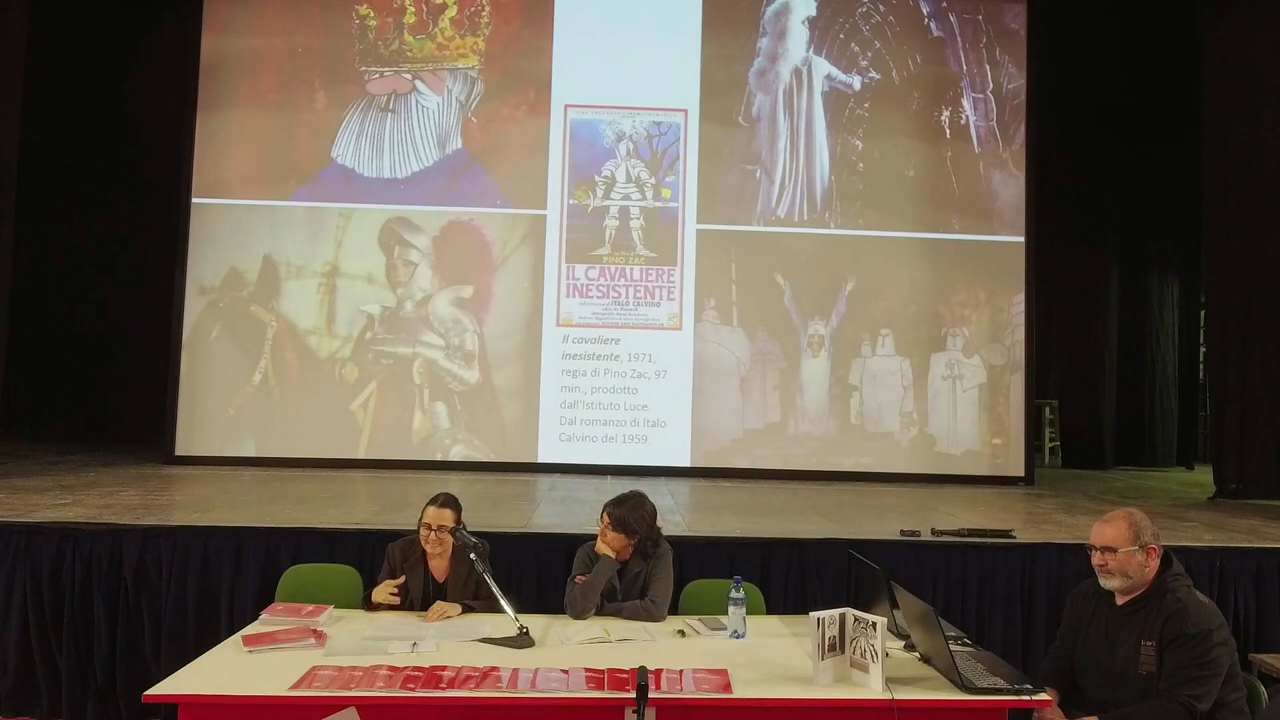 PINO ZAC
IL CAVALIERE
INESISTENTE
ITALO CALVINO
Il cavaliere
inesistente, 1971,
regia di Pino Zac, 97
min., prodotto
dall'Istituto Luce.
Dal romanzo di Italo
Calvino del 1959.